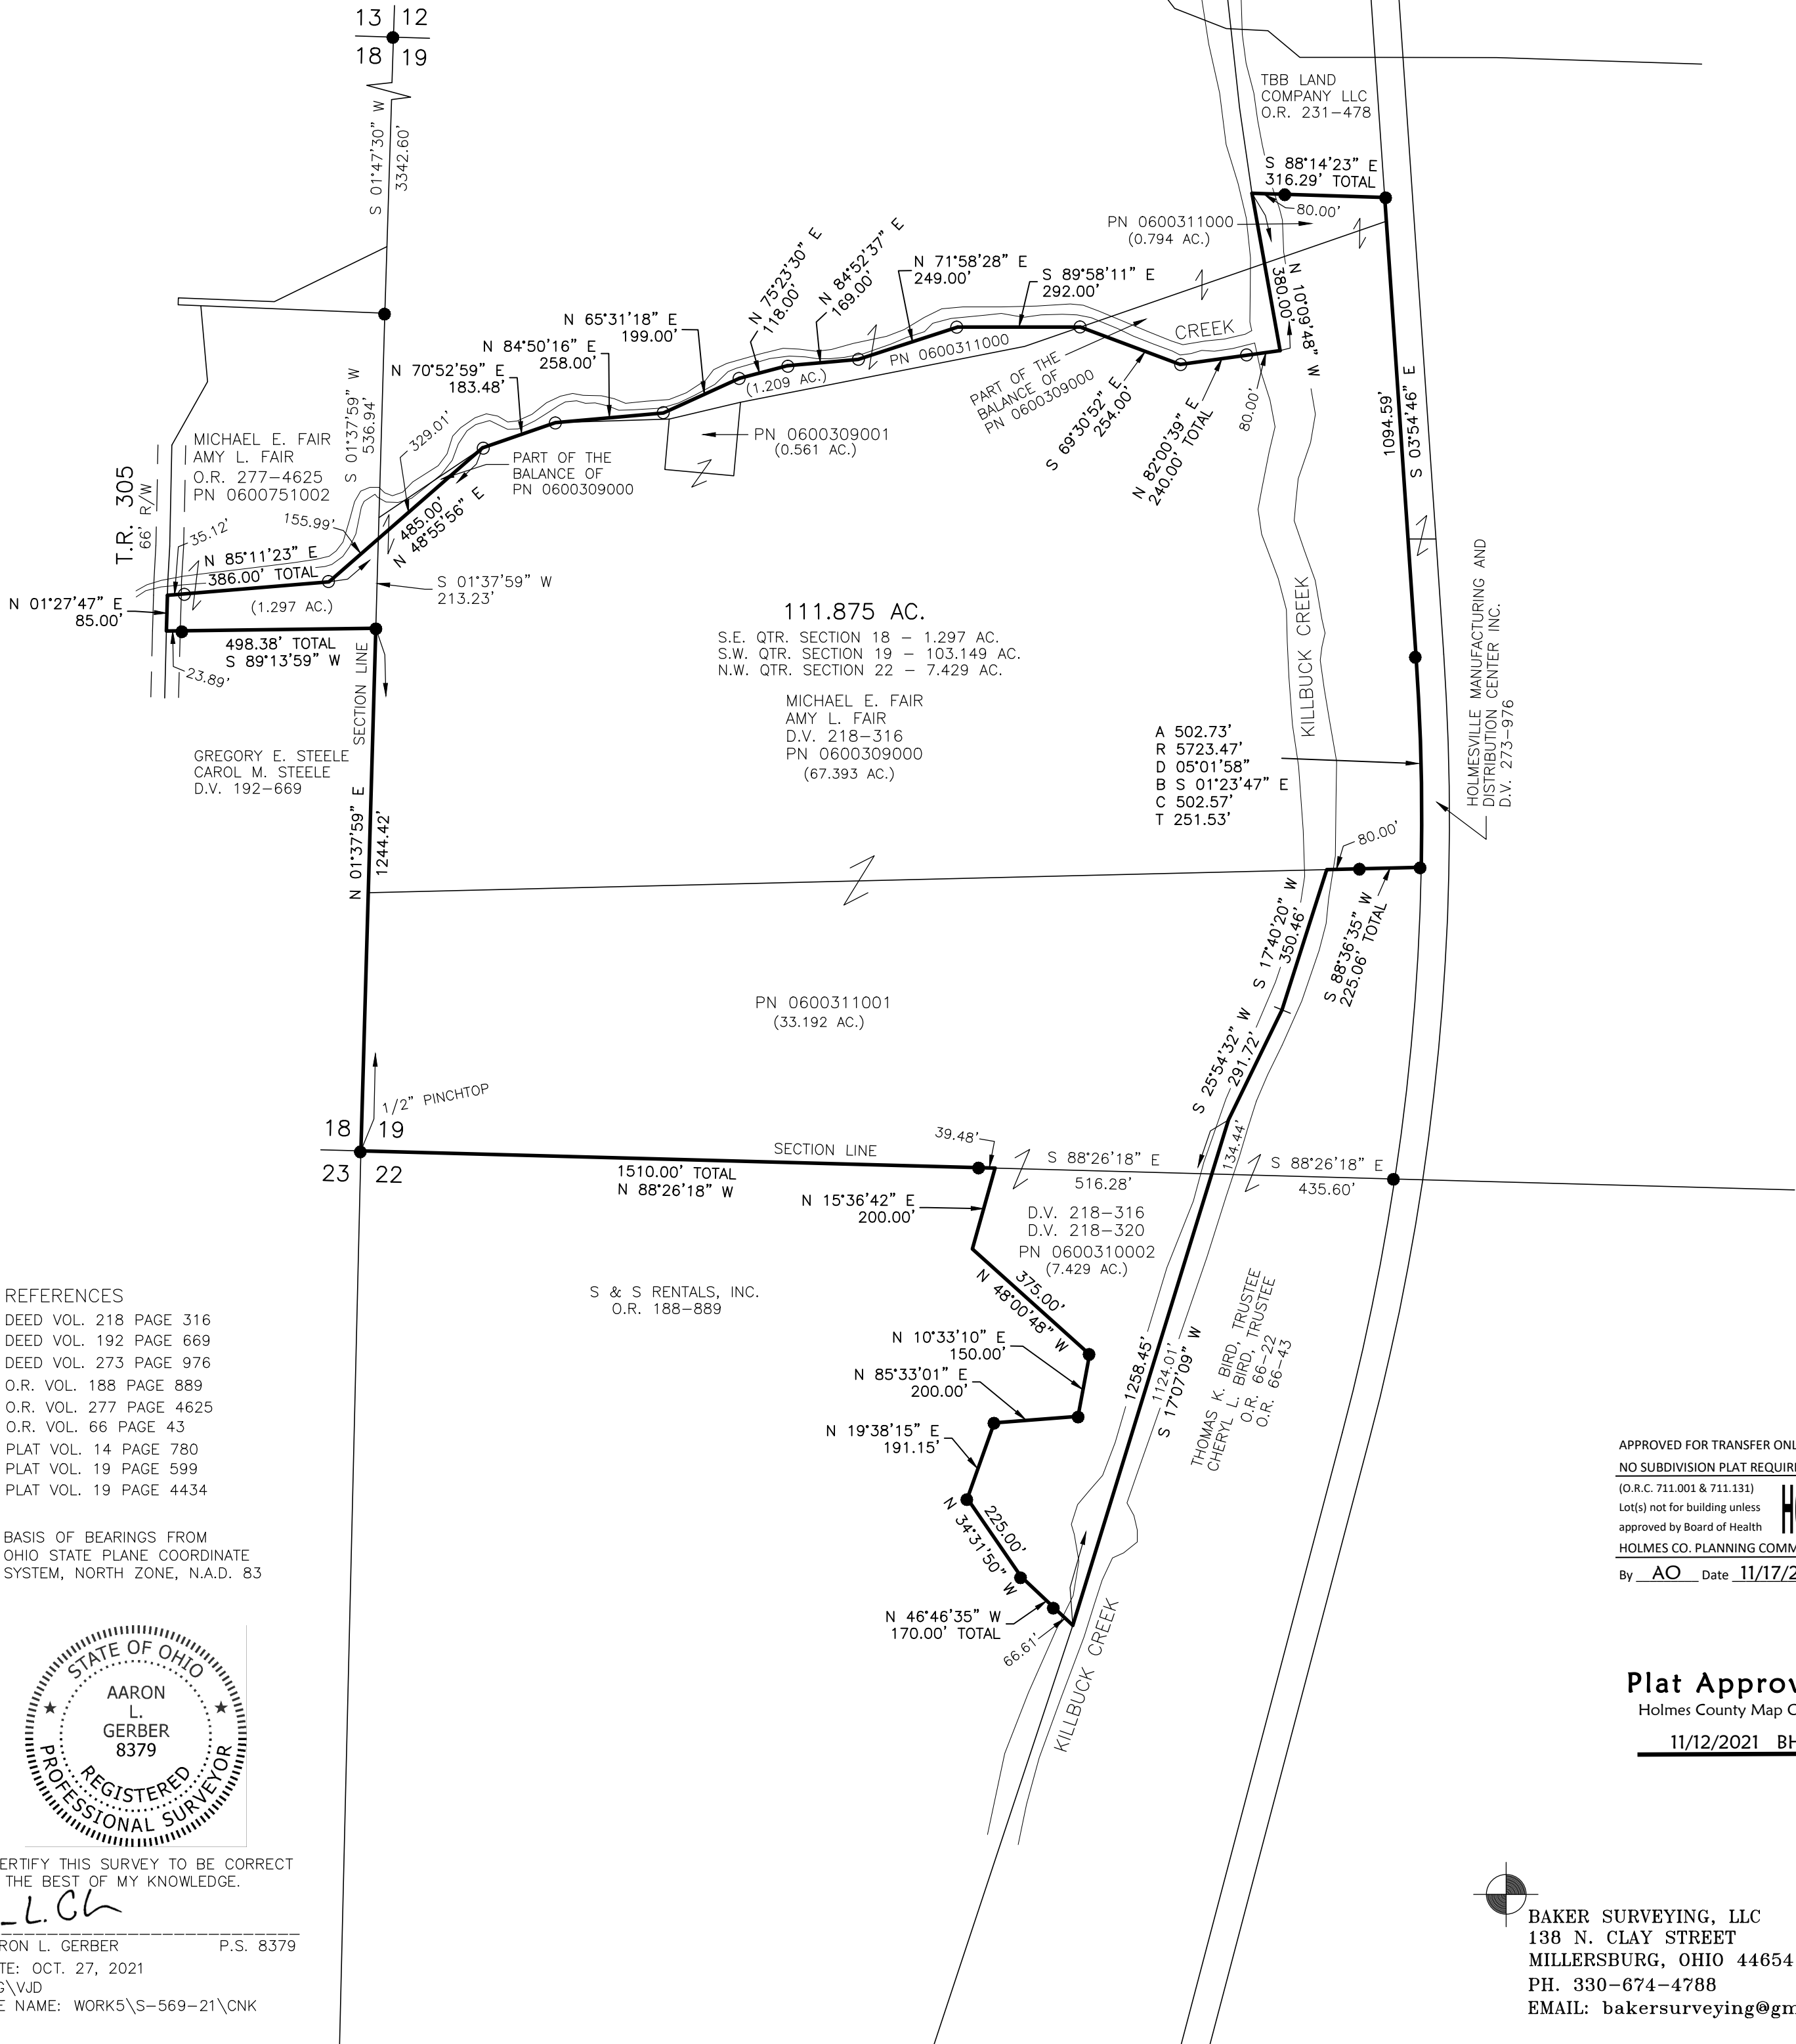 13 12
18 19
S 01°47'30" W
3342.60'
TBB LAND
COMPANY LLC
O.R. 231-478
S 88°14'23" E
316.29' TOTAL
80.00'
PN 0600311000
(0.794 AC.)
N 10°09'48" W
380.00'
N 75°23'30" E
118.00'
N 84°52'37" E
169.00'
N 71°58'28" E
249.00'
S 89°58'11" E
292.00'
N 65°31'18" E
199.00'
N 84°50'16" E
258.00'
N 70°52'59" E
183.48'
CREEK
PN 0600311000
(1.209 AC.)
PART OF THE
BALANCE OF
PN 0600309000
S 69°30'52" E
254.00'
N 82°00'39" E
240.00' TOTAL
80.00'
1094.59'
S 03°54'46" E
S 01°37'59" W
536.94'
329.01'
MICHAEL E. FAIR
AMY L. FAIR
O.R. 277-4625
PN 0600751002
PN 0600309001
(0.561 AC.)
PART OF THE
BALANCE OF
PN 0600309000
T.R. 305
66' R/W
155.99'
485.00'
N 48°55'56" E
35.12'
N 85°11'23" E
386.00' TOTAL
(1.297 AC.)
N 01°27'47" E
85.00'
S 01°37'59" W
213.23'
498.38' TOTAL
S 89°13'59" W
23.89'
SECTION LINE
111.875 AC.
S.E. QTR. SECTION 18 - 1.297 AC.
S.W. QTR. SECTION 19 - 103.149 AC.
N.W. QTR. SECTION 22 - 7.429 AC.
MICHAEL E. FAIR
AMY L. FAIR
D.V. 218-316
PN 0600309000
(67.393 AC.)
KILLBUCK CREEK
HOLMESVILLE MANUFACTURING AND
DISTRIBUTION CENTER INC.
D.V. 273-976
GREGORY E. STEELE
CAROL M. STEELE
D.V. 192-669
A 502.73'
R 5723.47'
D 05°01'58"
B S 01°23'47" E
C 502.57'
T 251.53'
N 01°37'59" E
1244.42'
80.00'
S 88°36'35" W
225.06' TOTAL
S 17°40'20" W
350.46'
PN 0600311001
(33.192 AC.)
S 25°54'32" W
291.72'
1/2" PINCHTOP
18 19
23 22
SECTION LINE
39.48'
1510.00' TOTAL
N 88°26'18" W
S 88°26'18" E
516.28'
134.44'
S 88°26'18" E
435.60'
N 15°36'42" E
200.00'
D.V. 218-316
D.V. 218-320
PN 0600310002
(7.429 AC.)
375.00'
N 48°00'48" W
S & S RENTALS, INC.
O.R. 188-889
THOMAS K. BIRD, TRUSTEE
CHERYL L. BIRD, TRUSTEE
O.R. 66-22
O.R. 66-43
1258.45'
1124.01'
S 17°07'09" W
N 10°33'10" E
150.00'
N 85°33'01" E
200.00'
N 19°38'15" E
191.15'
225.00'
N 34°31'50" W
N 46°46'35" W
170.00' TOTAL
66.61'
KILLBUCK CREEK
REFERENCES
DEED VOL. 218 PAGE 316
DEED VOL. 192 PAGE 669
DEED VOL. 273 PAGE 976
O.R. VOL. 188 PAGE 889
O.R. VOL. 277 PAGE 4625
O.R. VOL. 66 PAGE 43
PLAT VOL. 14 PAGE 780
PLAT VOL. 19 PAGE 599
PLAT VOL. 19 PAGE 4434
BASIS OF BEARINGS FROM
OHIO STATE PLANE COORDINATE
SYSTEM, NORTH ZONE, N.A.D. 83
STATE OF OHIO
AARON
L.
GERBER
8379
REGISTERED
PROFESSIONAL SURVEYOR
ERTIFY THIS SURVEY TO BE CORRECT
THE BEST OF MY KNOWLEDGE.
RON L. GERBER P.S. 8379
TE: OCT. 27, 2021
G\VJD
E NAME: WORK5\S-569-21\CNK
APPROVED FOR TRANSFER ONL
NO SUBDIVISION PLAT REQUIR
(O.R.C. 711.001 & 711.131)
Lot(s) not for building unless
approved by Board of Health
HOLMES CO. PLANNING COMM
By AO Date 11/17/2
Plat Approv
Holmes County Map O
11/12/2021 BH
BAKER SURVEYING, LLC
138 N. CLAY STREET
MILLERSBURG, OHIO 44654
PH. 330-674-4788
EMAIL: bakersurveying@gm